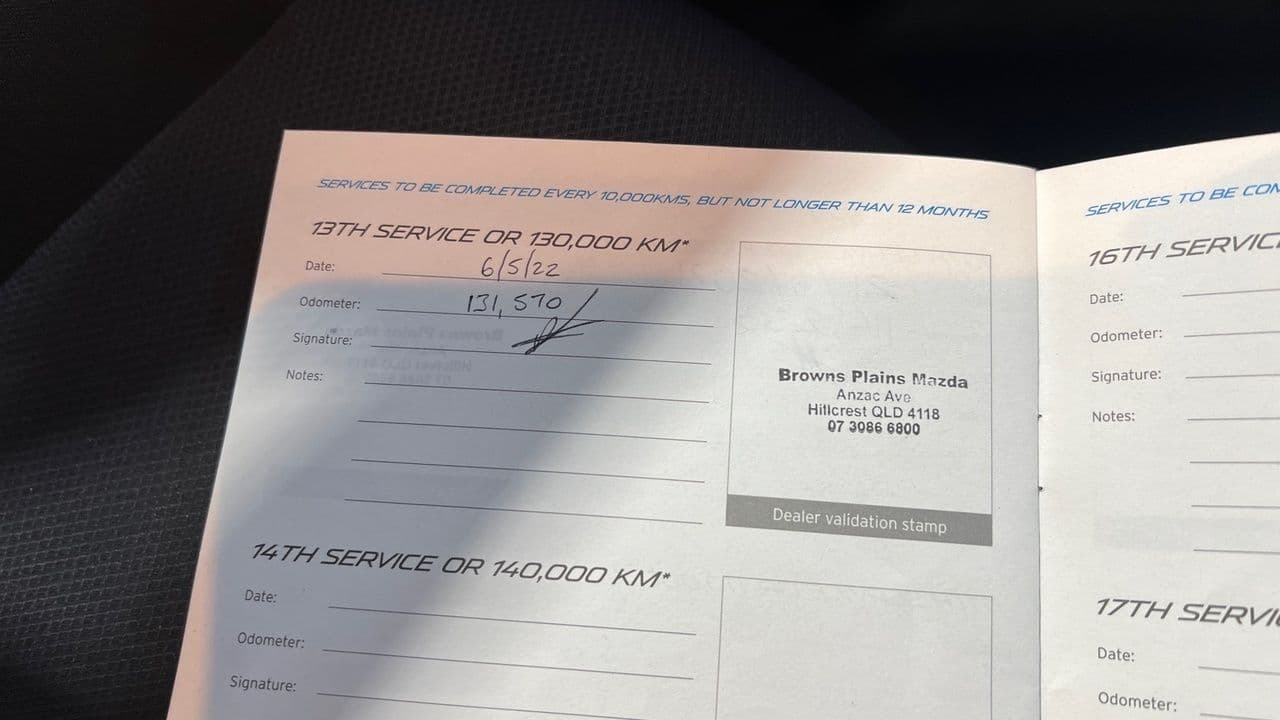 SERVICES TO BE COMPLETED EVERY 10,000KMS, BUT NOT LONGER THAN 12 MONTHS
13TH SERVICE OR 130,000 KM*
Date: 6/5/22
Odometer: 131,570
Signature:
Notes:
Browns Plains Mazda
Anzac Ave
Hillcrest QLD 4118
07 3086 6800
Dealer validation stamp
14TH SERVICE OR 140,000 KM*
Date:
Odometer:
Signature:
SERVICES TO BE
16TH
Date:
Odometer:
Signature:
Notes:
17TH
Date:
Odometer: